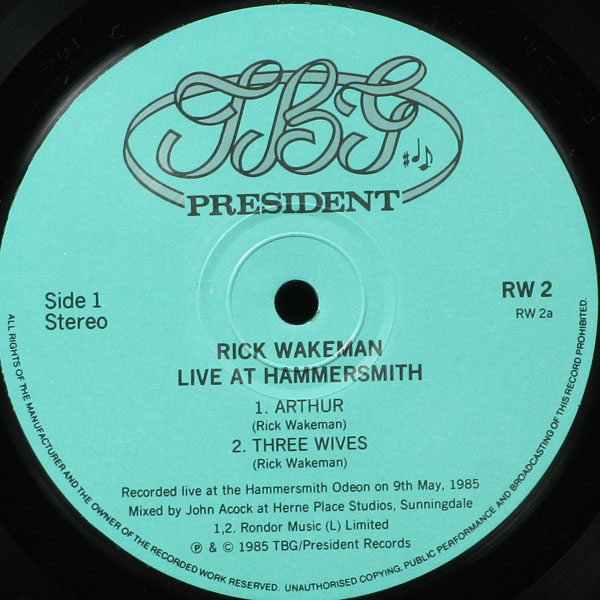 TBG
PRESIDENT
Side 1
Stereo
RW 2
RW 2a
RICK WAKEMAN
LIVE AT HAMMERSMITH
1. ARTHUR
(Rick Wakeman)
2. THREE WIVES
(Rick Wakeman)
Recorded live at the Hammersmith Odeon on 9th May, 1985
Mixed by John Acock at Herne Place Studios, Sunningdale
1,2. Rondor Music (L) Limited
℗ & © 1985 TBG/President Records
ALL RIGHTS OF THE MANUFACTURER AND THE OWNER OF THE RECORDED WORK RESERVED. UNAUTHORISED COPYING, PUBLIC PERFORMANCE AND BROADCASTING OF THIS RECORD PROHIBITED.